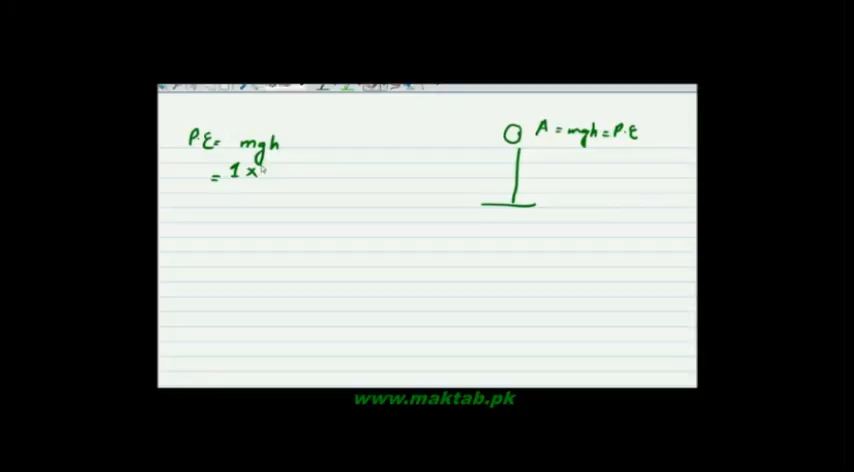 P.E= mgh
= 1 x
A = mgh = P.E
www.maktab.pk